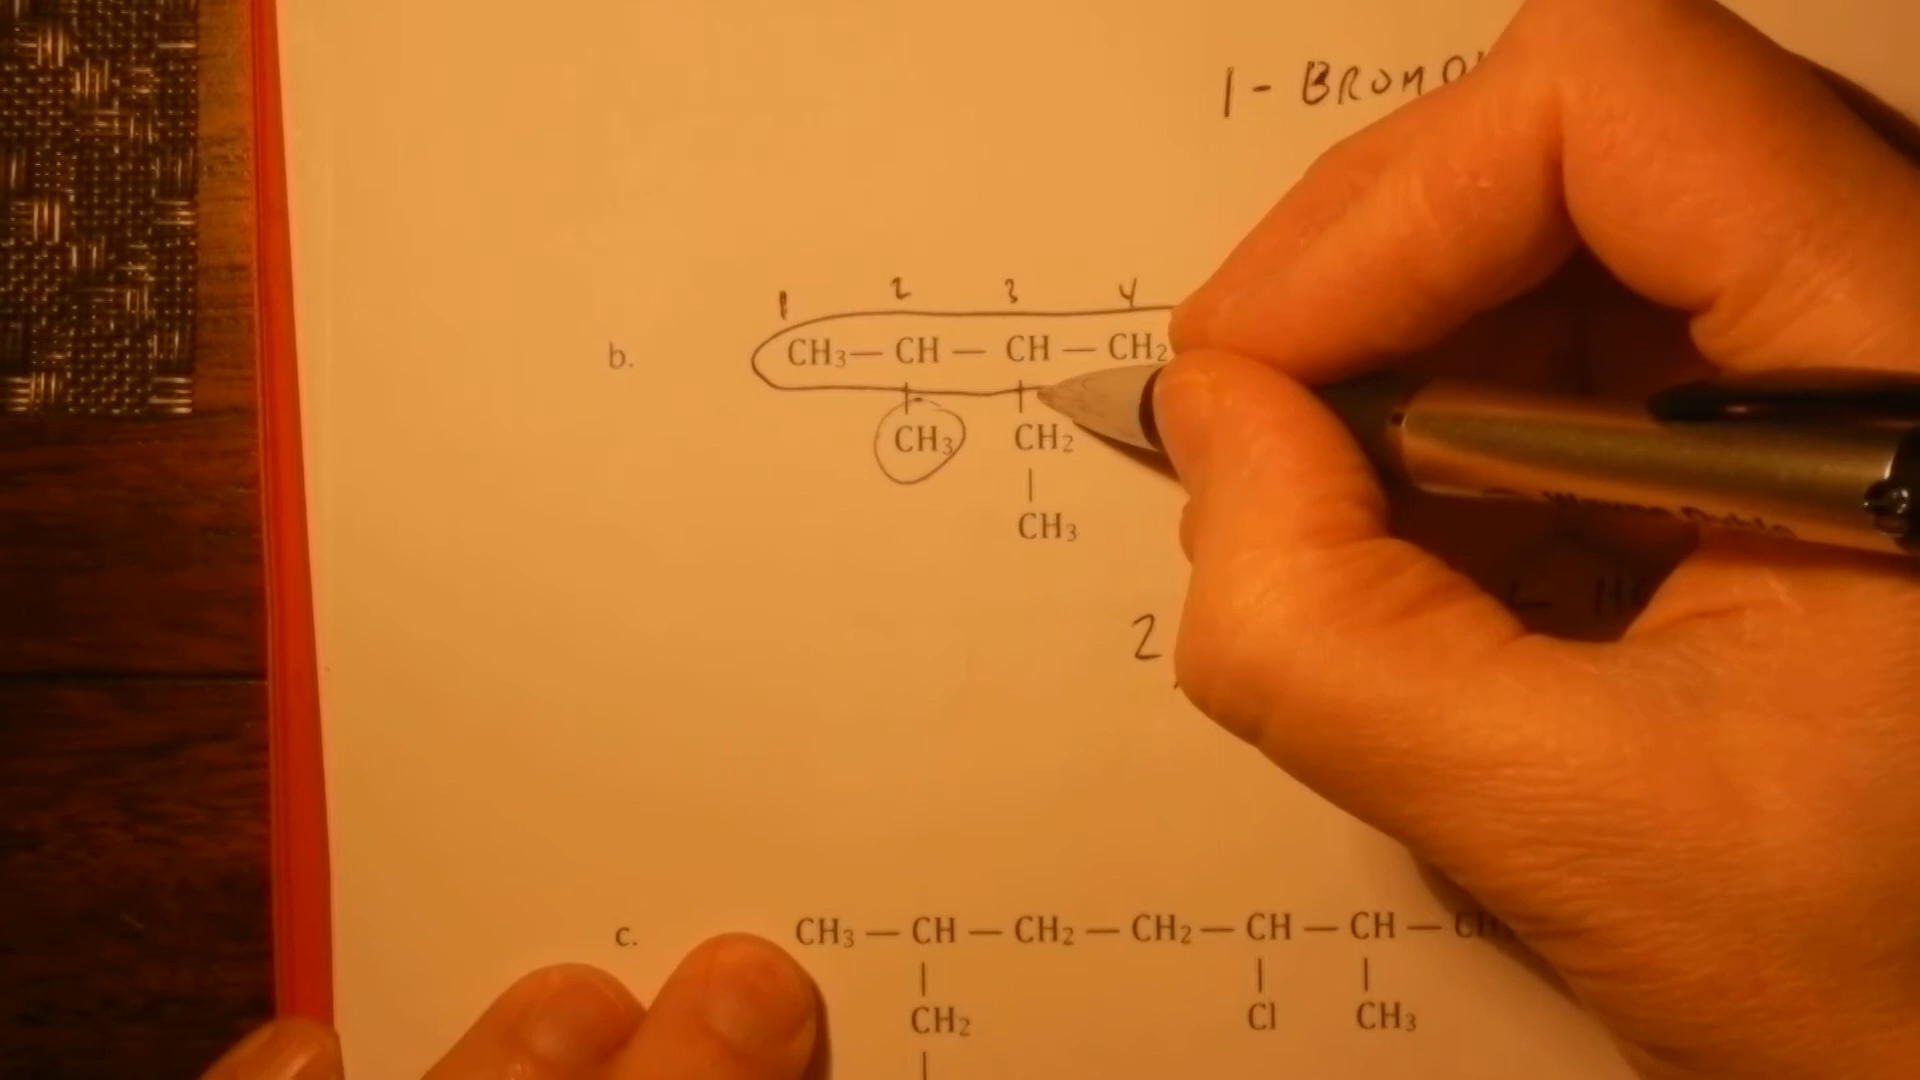 1 -
1 2 3 4
b. CH3— CH — CH — CH2
CH3 CH2
|
CH3
2
c. CH3 — CH — CH2 — CH2 — CH — CH —
| | |
CH2 Cl CH3
|